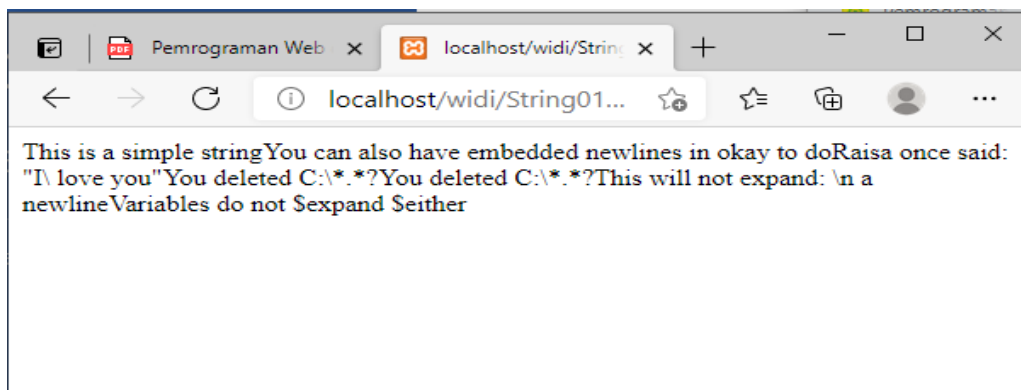 Pemrograman Web
localhost/widi/String
localhost/widi/String01...
This is a simple stringYou can also have embedded newlines in okay to doRaisa once said:
"I\ love you"You deleted C:\*.*?You deleted C:\*.*?This will not expand: \n a
newlineVariables do not $expand $either